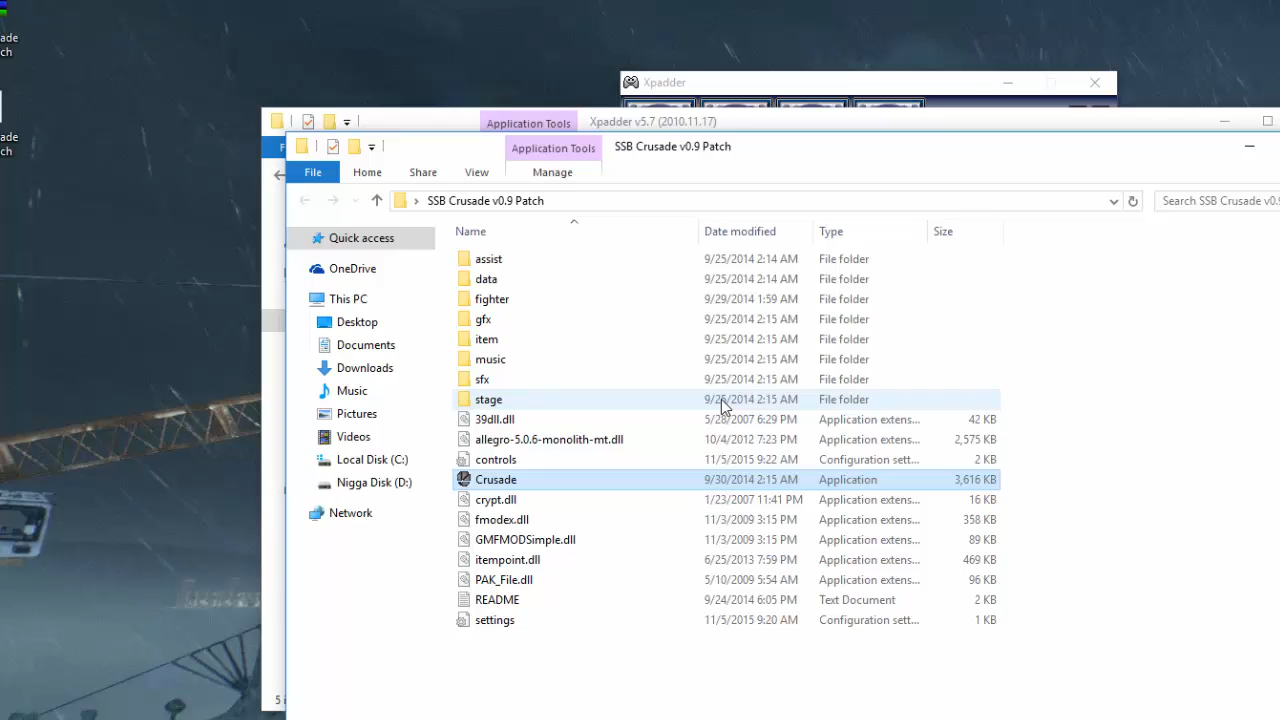 ade
ch
ade
ch
Xpadder
Application Tools
Xpadder v5.7 (2010.11.17)
F
Application Tools
SSB Crusade v0.9 Patch
File
Home
Share
View
Manage
SSB Crusade v0.9 Patch
Search SSB Crusade v0.9
Name
Date modified
Type
Size
Quick access
OneDrive
This PC
Desktop
Documents
Downloads
Music
Pictures
Videos
Local Disk (C:)
Nigga Disk (D:)
Network
assist 9/25/2014 2:14 AM File folder
data 9/25/2014 2:14 AM File folder
fighter 9/29/2014 1:59 AM File folder
gfx 9/25/2014 2:15 AM File folder
item 9/25/2014 2:15 AM File folder
music 9/25/2014 2:15 AM File folder
sfx 9/25/2014 2:15 AM File folder
stage 9/25/2014 2:15 AM File folder
39dll.dll 5/28/2007 6:29 PM Application extens... 42 KB
allegro-5.0.6-monolith-mt.dll 10/4/2012 7:23 PM Application extens... 2,575 KB
controls 11/5/2015 9:22 AM Configuration sett... 2 KB
Crusade 9/30/2014 2:15 AM Application 3,616 KB
crypt.dll 1/23/2007 11:41 PM Application extens... 16 KB
fmodex.dll 11/3/2009 3:15 PM Application extens... 358 KB
GMFMODSimple.dll 11/3/2009 3:15 PM Application extens... 89 KB
itempoint.dll 6/25/2013 7:59 PM Application extens... 469 KB
PAK_File.dll 5/10/2009 5:54 AM Application extens... 96 KB
README 9/24/2014 6:05 PM Text Document 2 KB
settings 11/5/2015 9:20 AM Configuration sett... 1 KB
5 i